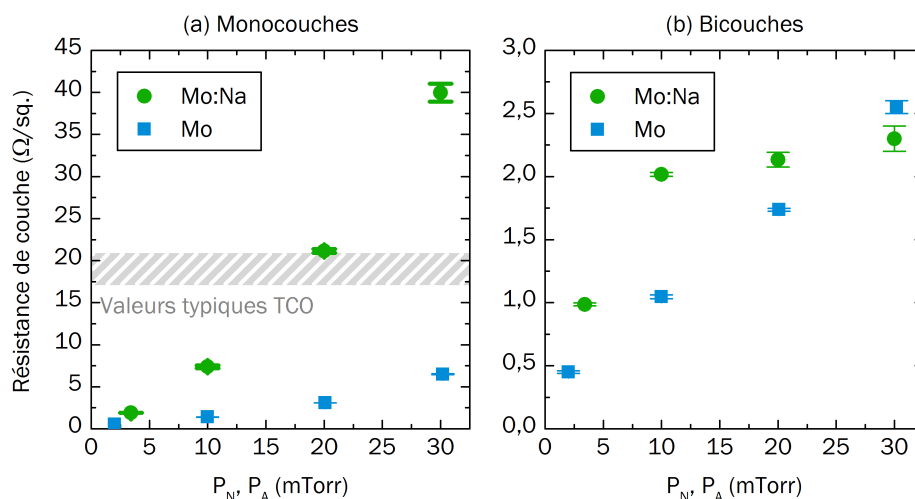 (a) Monocouches
(b) Bicouches
Résistance de couche (Ω/sq.)
45
40
35
30
25
20
15
10
5
0
Mo:Na
Mo
Valeurs typiques TCO
0 5 10 15 20 25 30
P_N, P_A (mTorr)
3,0
2,5
2,0
1,5
1,0
0,5
0,0
Mo:Na
Mo
0 5 10 15 20 25 30
P_N, P_A (mTorr)